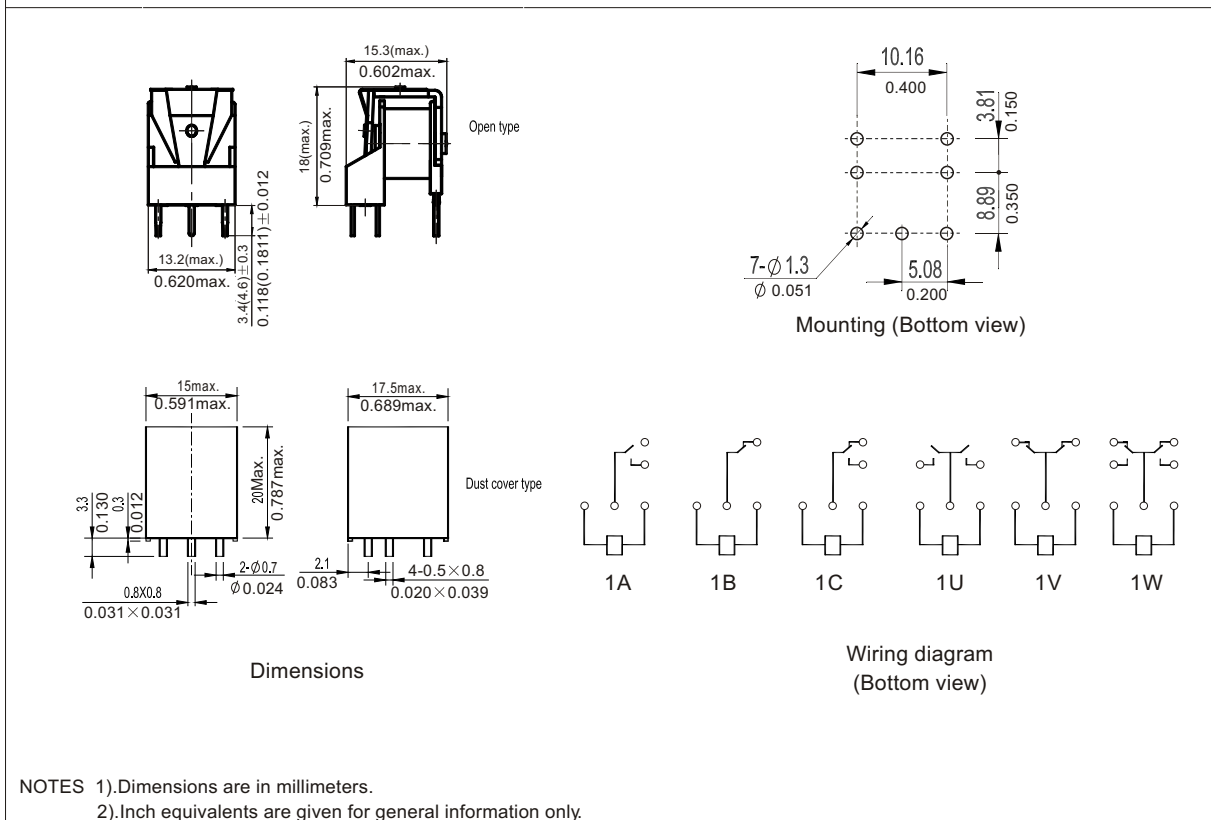 15.3(max.)
0.602max.
18(max.)
0.709max.
Open type
13.2(max.)
0.620max.
3.4(4.6)±0.3
0.118(0.1811)±0.012
10.16
0.400
3.81
0.150
8.89
0.350
7-ϕ1.3
ϕ 0.051
5.08
0.200
Mounting (Bottom view)
15max.
0.591max.
20Max.
0.787max.
3.3
0.130
0.3
0.012
2-ϕ0.7
ϕ0.024
0.8X0.8
0.031×0.031
17.5max.
0.689max.
Dust cover type
2.1
0.083
4-0.5×0.8
0.020×0.039
Dimensions
1A
1B
1C
1U
1V
1W
Wiring diagram
(Bottom view)
NOTES 1).Dimensions are in millimeters.
2).Inch equivalents are given for general information only.